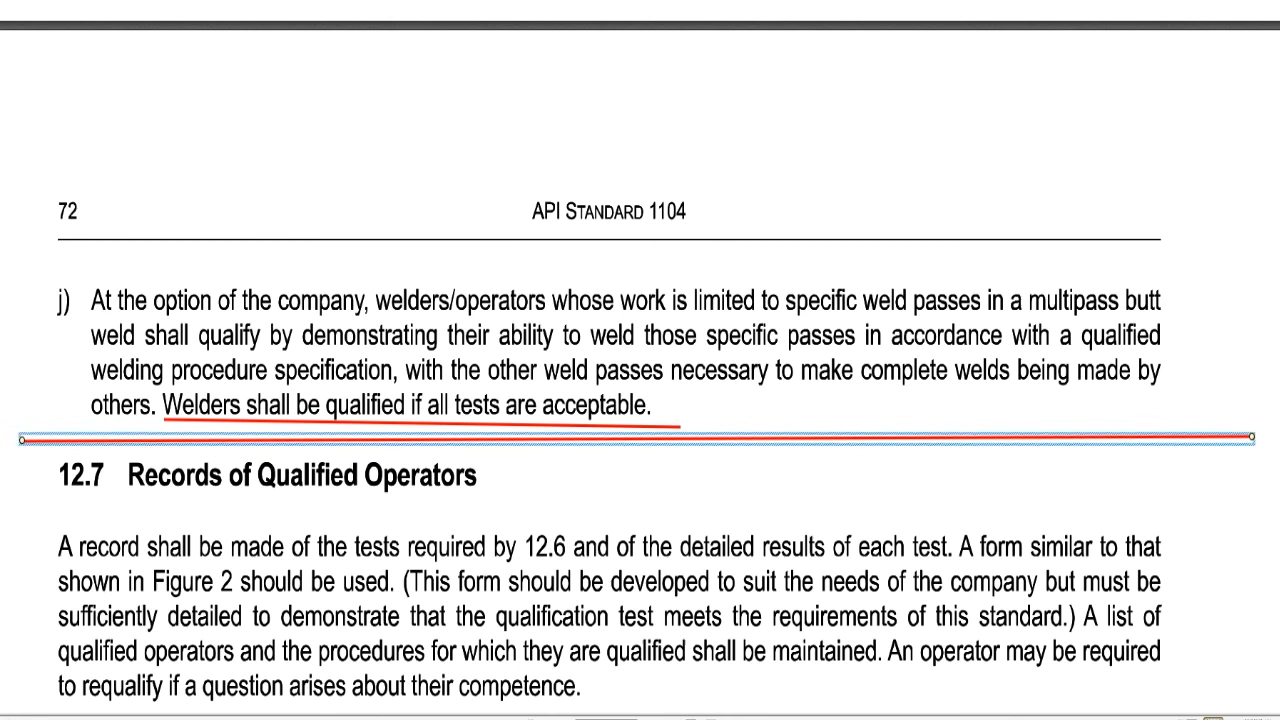 72 API STANDARD 1104
j) At the option of the company, welders/operators whose work is limited to specific weld passes in a multipass butt
weld shall qualify by demonstrating their ability to weld those specific passes in accordance with a qualified
welding procedure specification, with the other weld passes necessary to make complete welds being made by
others. Welders shall be qualified if all tests are acceptable.
12.7 Records of Qualified Operators
A record shall be made of the tests required by 12.6 and of the detailed results of each test. A form similar to that
shown in Figure 2 should be used. (This form should be developed to suit the needs of the company but must be
sufficiently detailed to demonstrate that the qualification test meets the requirements of this standard.) A list of
qualified operators and the procedures for which they are qualified shall be maintained. An operator may be required
to requalify if a question arises about their competence.